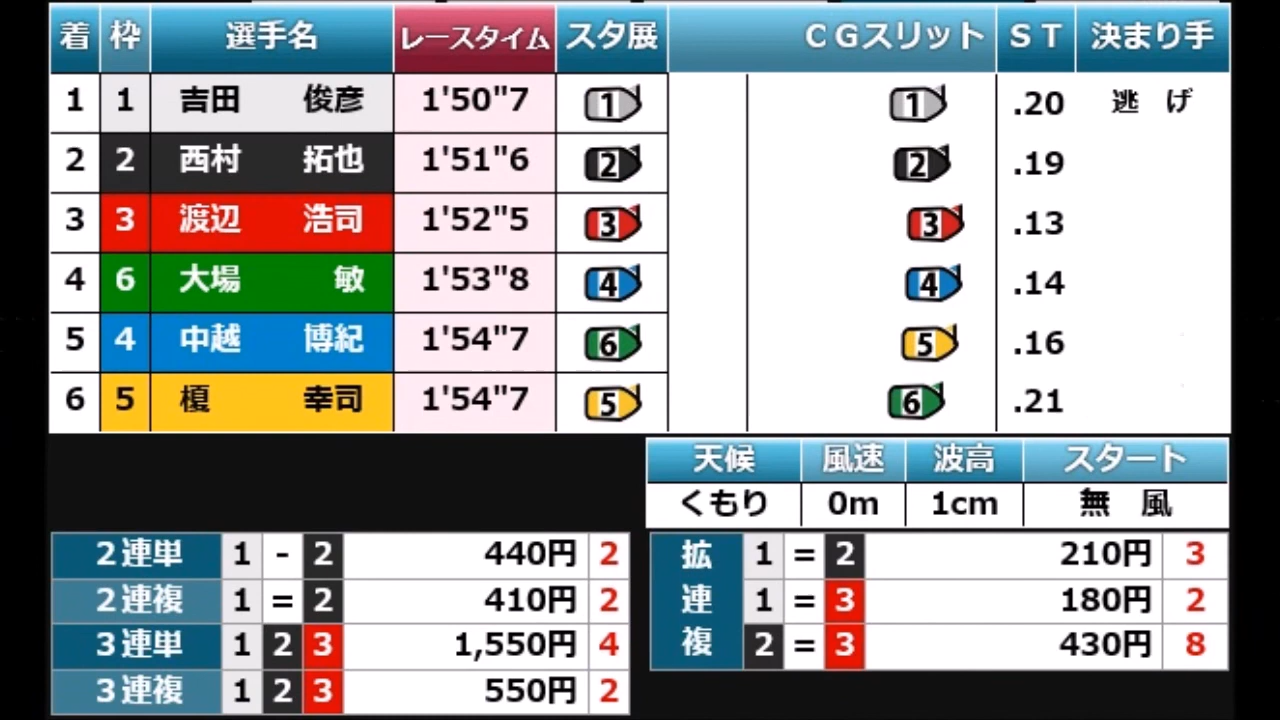 着 枠 選手名 レースタイム スタ展 CGスリット ST 決まり手
1 1 吉田 俊彦 1'50"7 1 1 .20 逃げ
2 2 西村 拓也 1'51"6 2 2 .19
3 3 渡辺 浩司 1'52"5 3 3 .13
4 6 大場 敏 1'53"8 4 4 .14
5 4 中越 博紀 1'54"7 6 5 .16
6 5 榎 幸司 1'54"7 5 6 .21
天候 風速 波高 スタート
くもり 0m 1cm 無風
2連単 1 - 2 440円 2
2連複 1 = 2 410円 2
3連単 1 2 3 1,550円 4
3連複 1 2 3 550円 2
拡 1 = 2 210円 3
連 1 = 3 180円 2
複 2 = 3 430円 8